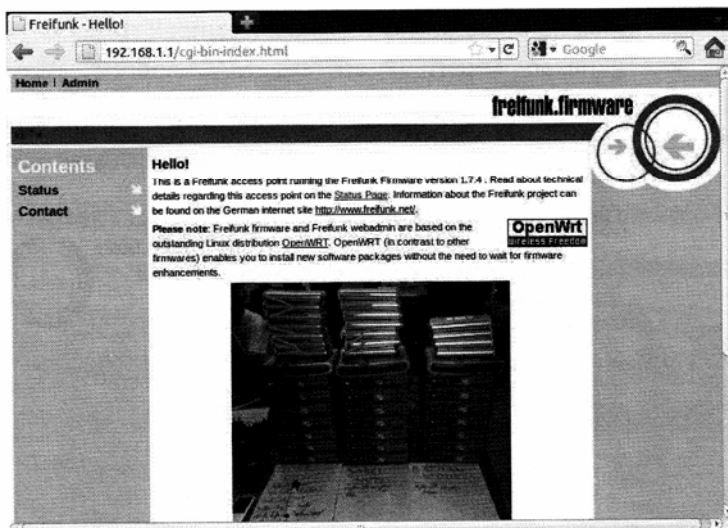 Freifunk - Hello!
192.168.1.1/cgi-bin-index.html
Google
Home | Admin
freifunk.firmware
Contents
Status
Contact
Hello!
This is a Freifunk access point running the Freifunk Firmware version 1.7.4 . Read about technical
details regarding this access point on the Status Page. Information about the Freifunk project can
be found on the German internet site http://www.freifunk.net/.
Please note: Freifunk firmware and Freifunk webadmin are based on the
outstanding Linux distribution OpenWRT. OpenWRT (in contrast to other
firmwares) enables you to install new software packages without the need to wait for firmware
enhancements.
OpenWrt
Wireless Freedom